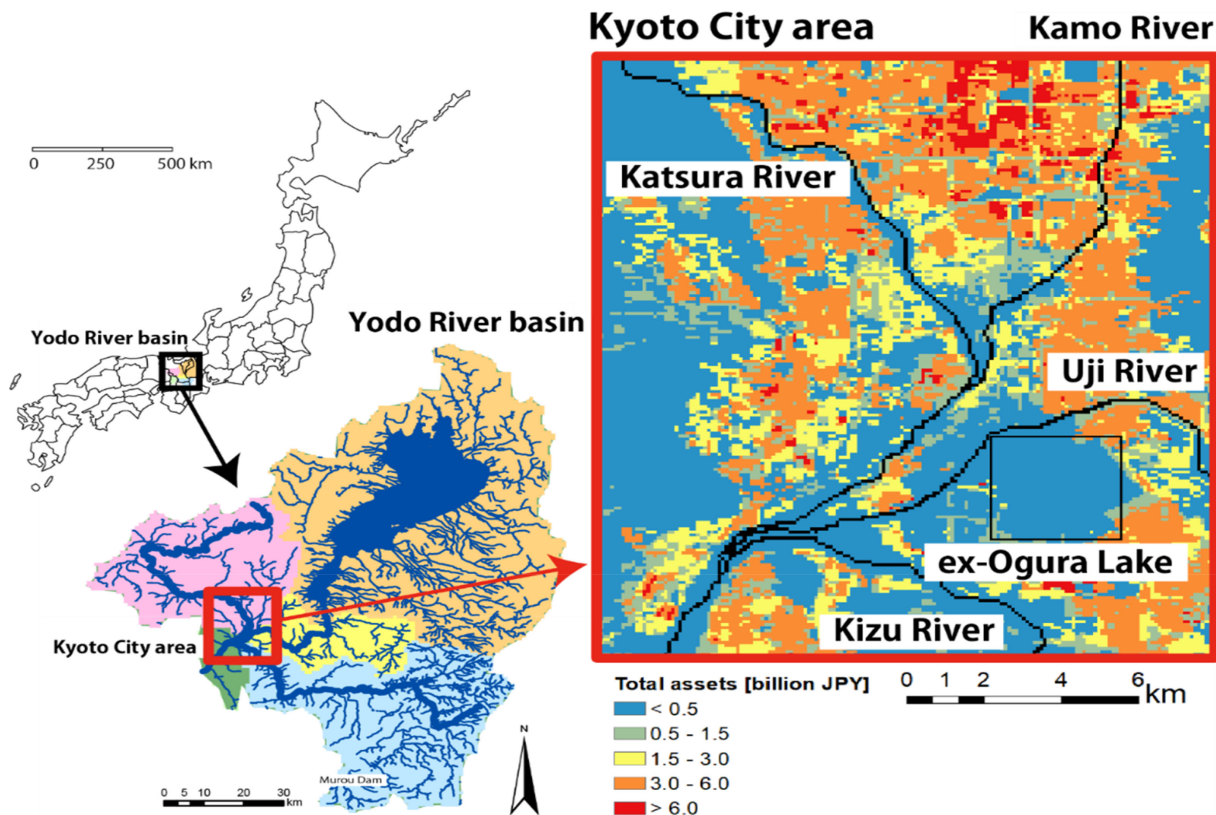 Kyoto City area
Kamo River
0 250 500 km
Katsura River
Yodo River basin
Yodo River basin
Uji River
ex-Ogura Lake
Kizu River
Kyoto City area
Total assets [billion JPY]
< 0.5
0.5 - 1.5
1.5 - 3.0
3.0 - 6.0
> 6.0
0 1 2 4 6
km
N
Murou Dam
0 5 10 20 30
km